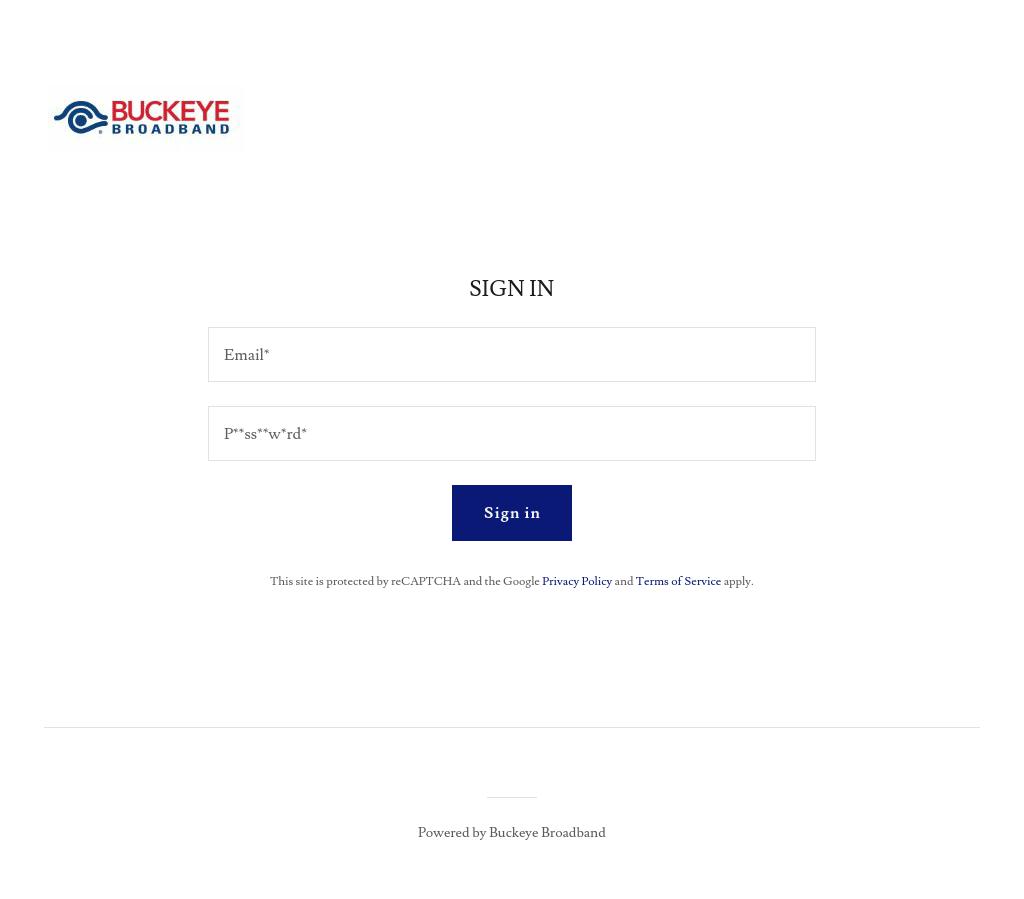 BUCKEYE
BROADBAND
SIGN IN
Email*
P**ss**w*rd*
Sign in
This site is protected by reCAPTCHA and the Google Privacy Policy and Terms of Service apply.
Powered by Buckeye Broadband